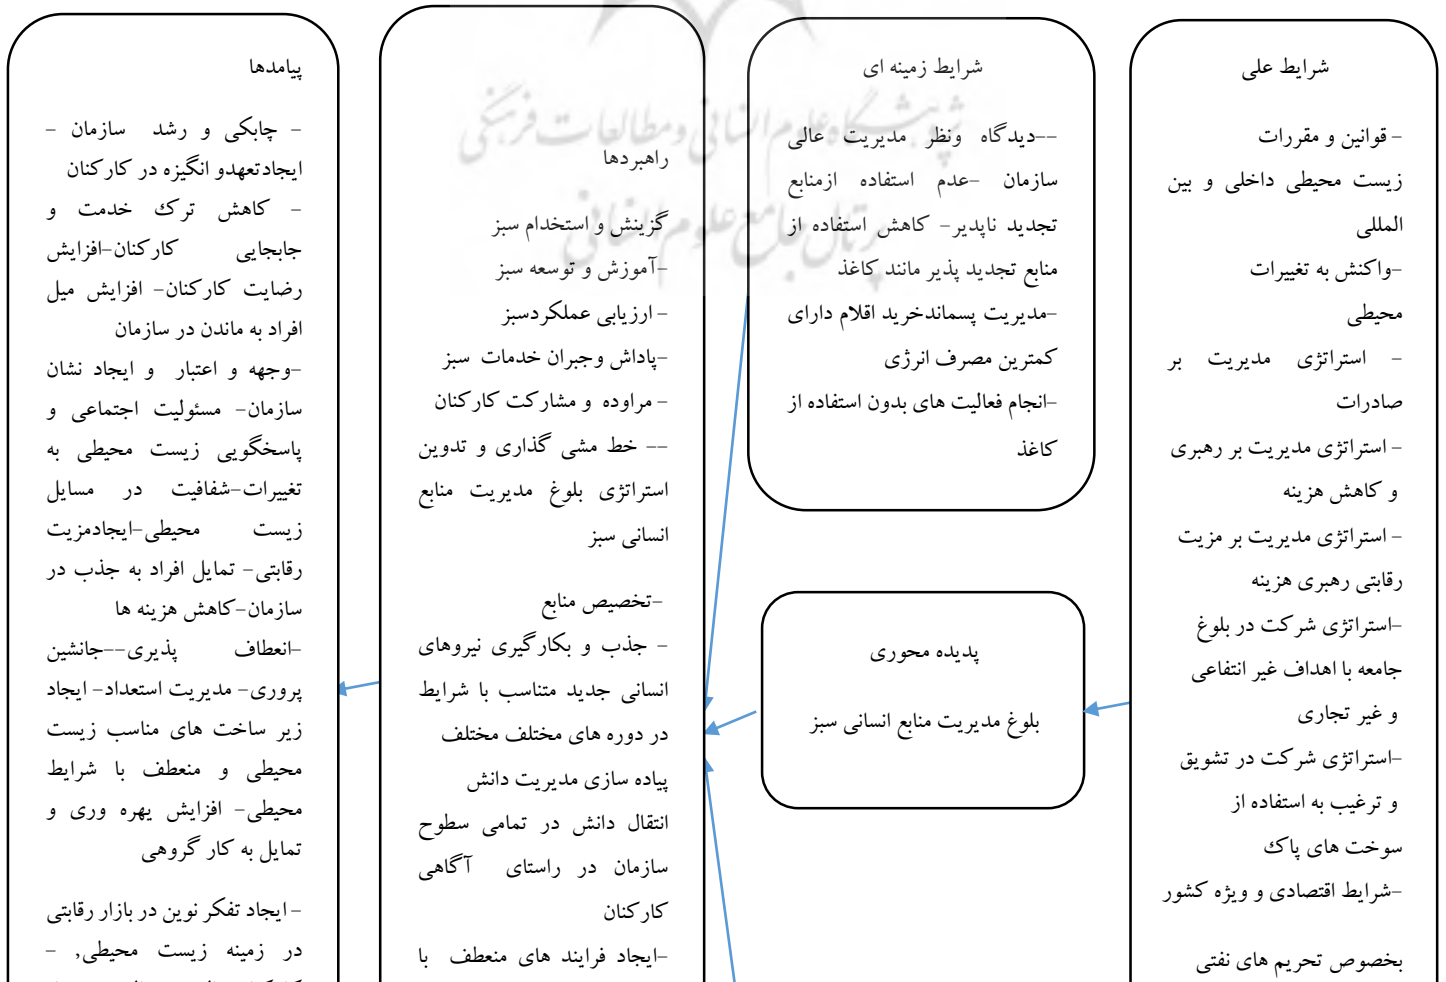 شرایط علی
- قوانین و مقررات
زیست محیطی داخلی و بین
المللی
-واکنش به تغییرات
محیطی
- استراتژی مدیریت بر
صادرات
- استراتژی مدیریت بر رهبری
و کاهش هزینه
- استراتژی مدیریت بر مزیت
رقابتی رهبری هزینه
-استراتژی شرکت در بلوغ
جامعه با اهداف غیر انتفاعی
و غیر تجاری
-استراتژی شرکت در تشویق
و ترغیب به استفاده از
سوخت های پاک
-شرایط اقتصادی و ویژه کشور
بخصوص تحریم های نفتی
شرایط زمینه ای
--دیدگاه ونظر مدیریت عالی
سازمان -عدم استفاده ازمنابع
تجدید ناپدیر- کاهش استفاده از
منابع تجدید پذیر مانند کاغذ
-مدیریت پسماندخرید اقلام دارای
کمترین مصرف انرژی
-انجام فعالیت های بدون استفاده از
کاغذ
پدیده محوری
بلوغ مدیریت منابع انسانی سبز
راهبردها
گزینش و استخدام سبز
-آموزش و توسعه سبز
- ارزیابی عملکردسبز
-پاداش وجبران خدمات سبز
- مراوده و مشارکت کارکنان
-- خط مشی گذاری و تدوین
استراتژی بلوغ مدیریت منابع
انسانی سبز
-تخصیص منابع
- جذب و بکارگیری نیروهای
انسانی جدید متناسب با شرایط
در دوره های مختلف مختلف
پیاده سازی مدیریت دانش
انتقال دانش در تمامی سطوح
سازمان در راستای آگاهی
کارکنان
-ایجاد فرایند های منعطف با
پیامدها
- چابکی و رشد سازمان -
ایجادتعهدو انگیزه در کارکنان
- کاهش ترک خدمت و
جابجایی کارکنان-افزایش
رضایت کارکنان- افزایش میل
افراد به ماندن در سازمان
-وجهه و اعتبار و ایجاد نشان
سازمان- مسئولیت اجتماعی و
پاسخگویی زیست محیطی به
تغییرات-شفافیت در مسایل
زیست محیطی-ایجادمزیت
رقابتی- تمایل افراد به جذب در
سازمان-کاهش هزینه ها
-انعطاف پذیری--جانشین
پروری- مدیریت استعداد- ایجاد
زیر ساخت های مناسب زیست
محیطی و منعطف با شرایط
محیطی- افزایش بهره وری و
تمایل به کار گروهی
- ایجاد تفکر نوین در بازار رقابتی
در زمینه زیست محیطی, -
پژوهشگاه علوم انسانی و مطالعات فرهنگی
پرتال جامع علوم انسانی